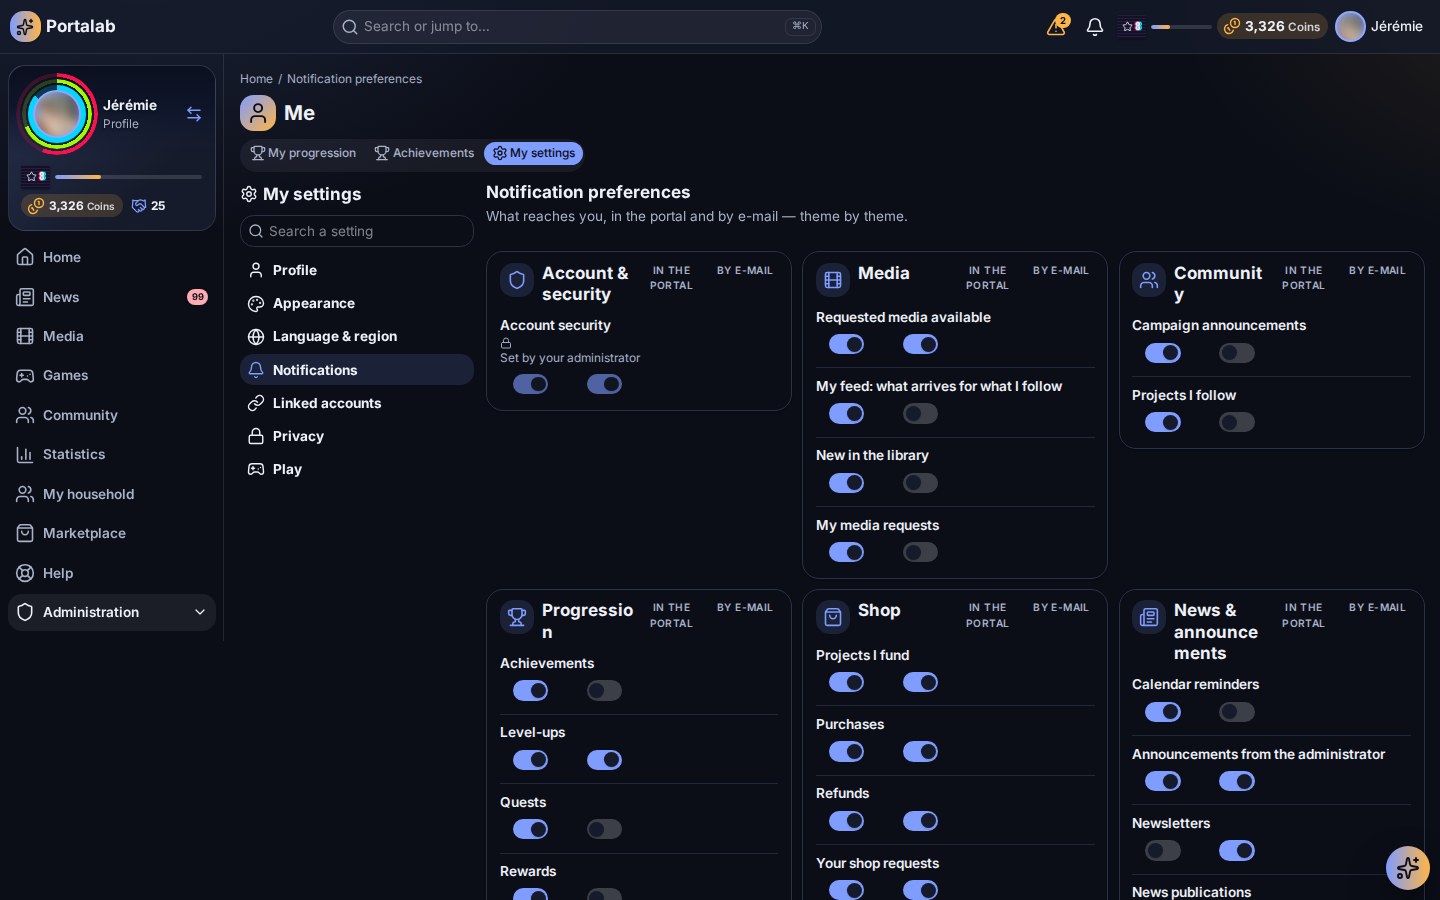 Portalab
Search or jump to...
⌘K
2
3,326 Coins
Jérémie
Jérémie
Profile
3,326 Coins
25
Home
News
99
Media
Games
Community
Statistics
My household
Marketplace
Help
Administration
Home / Notification preferences
Me
My progression
Achievements
My settings
My settings
Search a setting
Profile
Appearance
Language & region
Notifications
Linked accounts
Privacy
Play
Notification preferences
What reaches you, in the portal and by e-mail — theme by theme.
Account &
security
IN THE
PORTAL
BY E-MAIL
Account security
Set by your administrator
Media
IN THE
PORTAL
BY E-MAIL
Requested media available
My feed: what arrives for what I follow
New in the library
My media requests
Communit
y
IN THE
PORTAL
BY E-MAIL
Campaign announcements
Projects I follow
Progressio
n
IN THE
PORTAL
BY E-MAIL
Achievements
Level-ups
Quests
Rewards
Shop
IN THE
PORTAL
BY E-MAIL
Projects I fund
Purchases
Refunds
Your shop requests
News &
announce
ments
IN THE
PORTAL
BY E-MAIL
Calendar reminders
Announcements from the administrator
Newsletters
News publications